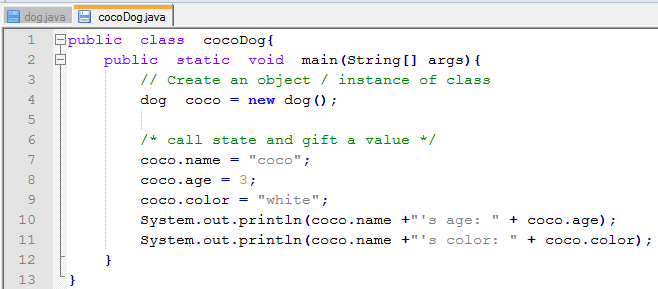 dog.java cocoDog.java
1 public class cocoDog{
2 public static void main(String[] args){
3 // Create an object / instance of class
4 dog coco = new dog();
5
6 /* call state and gift a value */
7 coco.name = "coco";
8 coco.age = 3;
9 coco.color = "white";
10 System.out.println(coco.name +"'s age: " + coco.age);
11 System.out.println(coco.name +"'s color: " + coco.color);
12 }
13 }